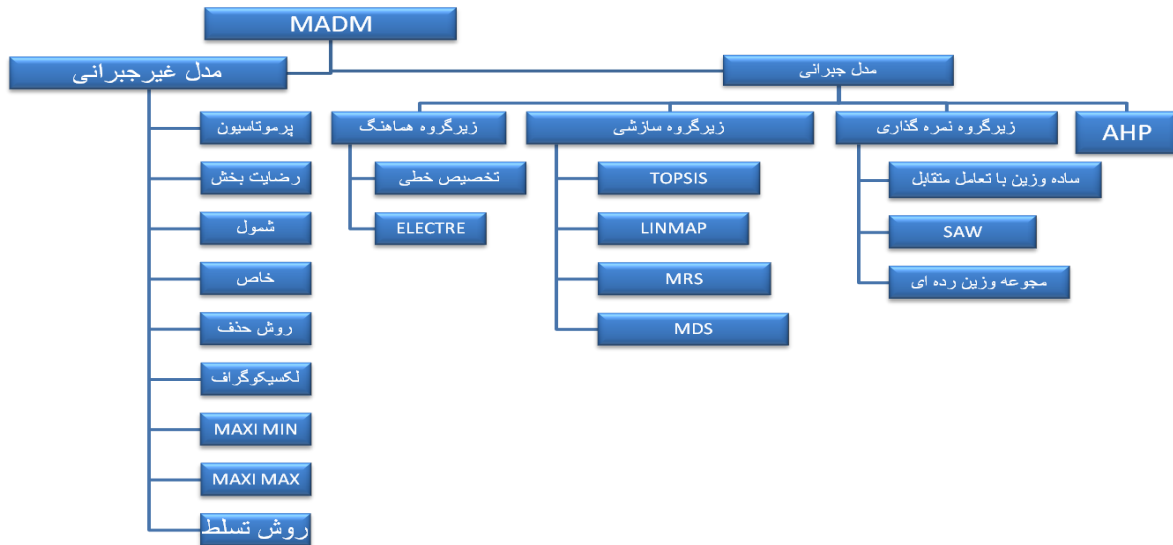 MADM
مدل جبرانی
مدل غیرجبرانی
AHP
زیرگروه نمره گذاری
ساده وزین با تعامل متقابل
SAW
مجوعه وزین رده ای
زیرگروه سازشی
TOPSIS
LINMAP
MRS
MDS
زیرگروه هماهنگ
تخصیص خطی
ELECTRE
پرموتاسیون
رضایت بخش
شمول
خاص
روش حذف
لکسیکوگراف
MAXI MIN
MAXI MAX
روش تسلط